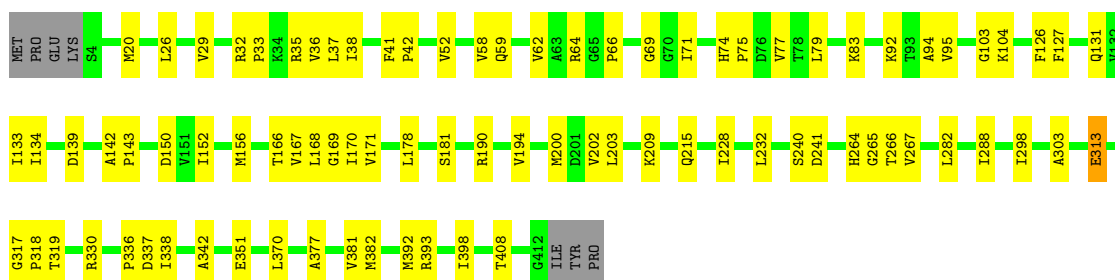 MET PRO GLU LYS S4 M20 L26 V29 R32 P33 K34 R35 V36 L37 I38 F41 P42 V52 V58 Q59 V62 A63 R64 G65 P66 G69 G70 I71 H74 P75 D76 V77 T78 L79 K83 K92 T93 A94 V95 G103 K104 F126 F127 Q131 V132
I133 I134 D139 A142 P143 D150 V151 I152 M156 T166 V167 L168 G169 I170 V171 L178 S181 R190 V194 M200 D201 V202 L203 K209 Q215 I228 L232 S240 D241 H264 G265 T266 V267 L282 I288 I298 A303 E313
G317 P318 T319 R330 P336 D337 I338 A342 E351 L370 A377 V381 M382 M392 R393 I398 T408 G412 ILE TYR PRO